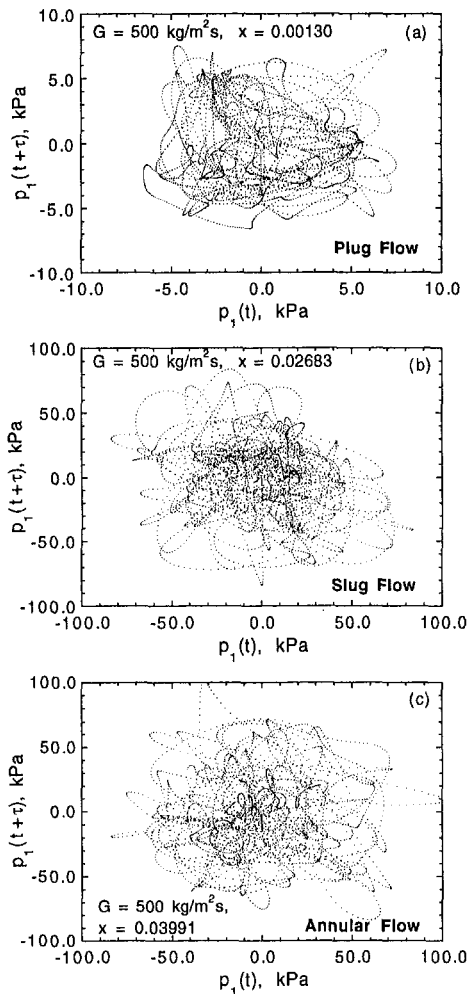 G = 500 kg/m²s, x = 0.00130 (a)
10.0
5.0
0.0
-5.0
-10.0
p₁(t+τ), kPa
Plug Flow
-10.0 -5.0 0.0 5.0 10.0
p₁(t), kPa
G = 500 kg/m²s, x = 0.02683 (b)
100.0
50.0
0.0
-50.0
-100.0
p₁(t+τ), kPa
Slug Flow
-100.0 -50.0 0.0 50.0 100.0
p₁(t), kPa
(c)
100.0
50.0
0.0
-50.0
-100.0
p₁(t+τ), kPa
G = 500 kg/m²s,
x = 0.03991
Annular Flow
-100.0 -50.0 0.0 50.0 100.0
p₁(t), kPa